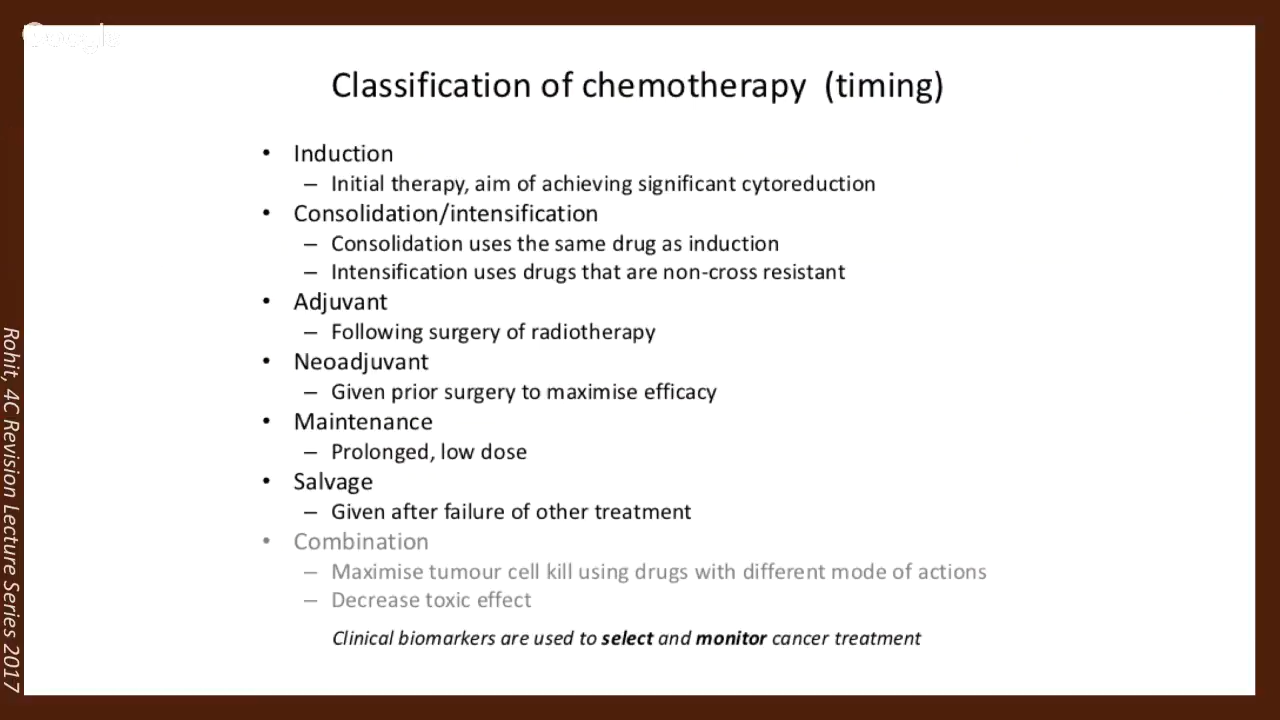 Google
Classification of chemotherapy (timing)
• Induction
– Initial therapy, aim of achieving significant cytoreduction
• Consolidation/intensification
– Consolidation uses the same drug as induction
– Intensification uses drugs that are non-cross resistant
• Adjuvant
– Following surgery of radiotherapy
• Neoadjuvant
– Given prior surgery to maximise efficacy
• Maintenance
– Prolonged, low dose
• Salvage
– Given after failure of other treatment
• Combination
– Maximise tumour cell kill using drugs with different mode of actions
– Decrease toxic effect
Clinical biomarkers are used to select and monitor cancer treatment
Rohit, 4C Revision Lecture Series 2017